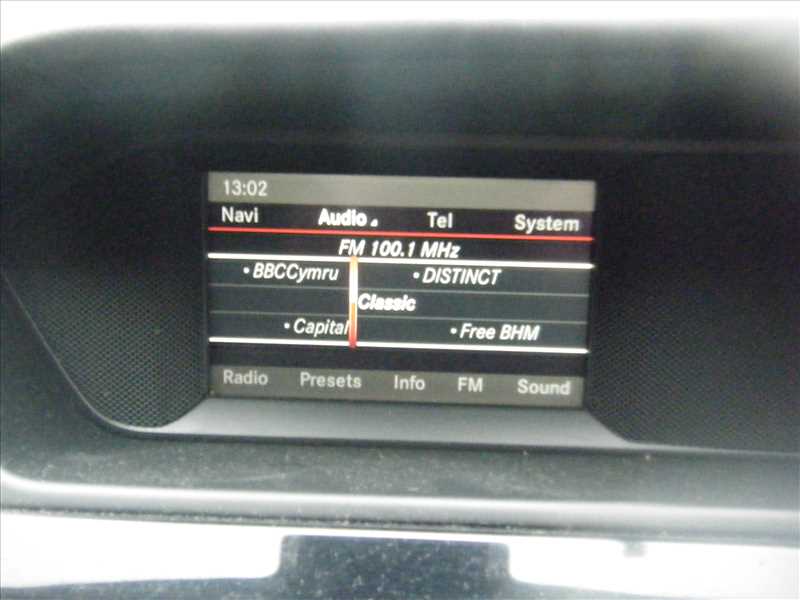 13:02
Navi Audio Tel System
FM 100.1 MHz
• BBCCymru • DISTINCT
Classic
• Capital • Free BHM
Radio Presets Info FM Sound